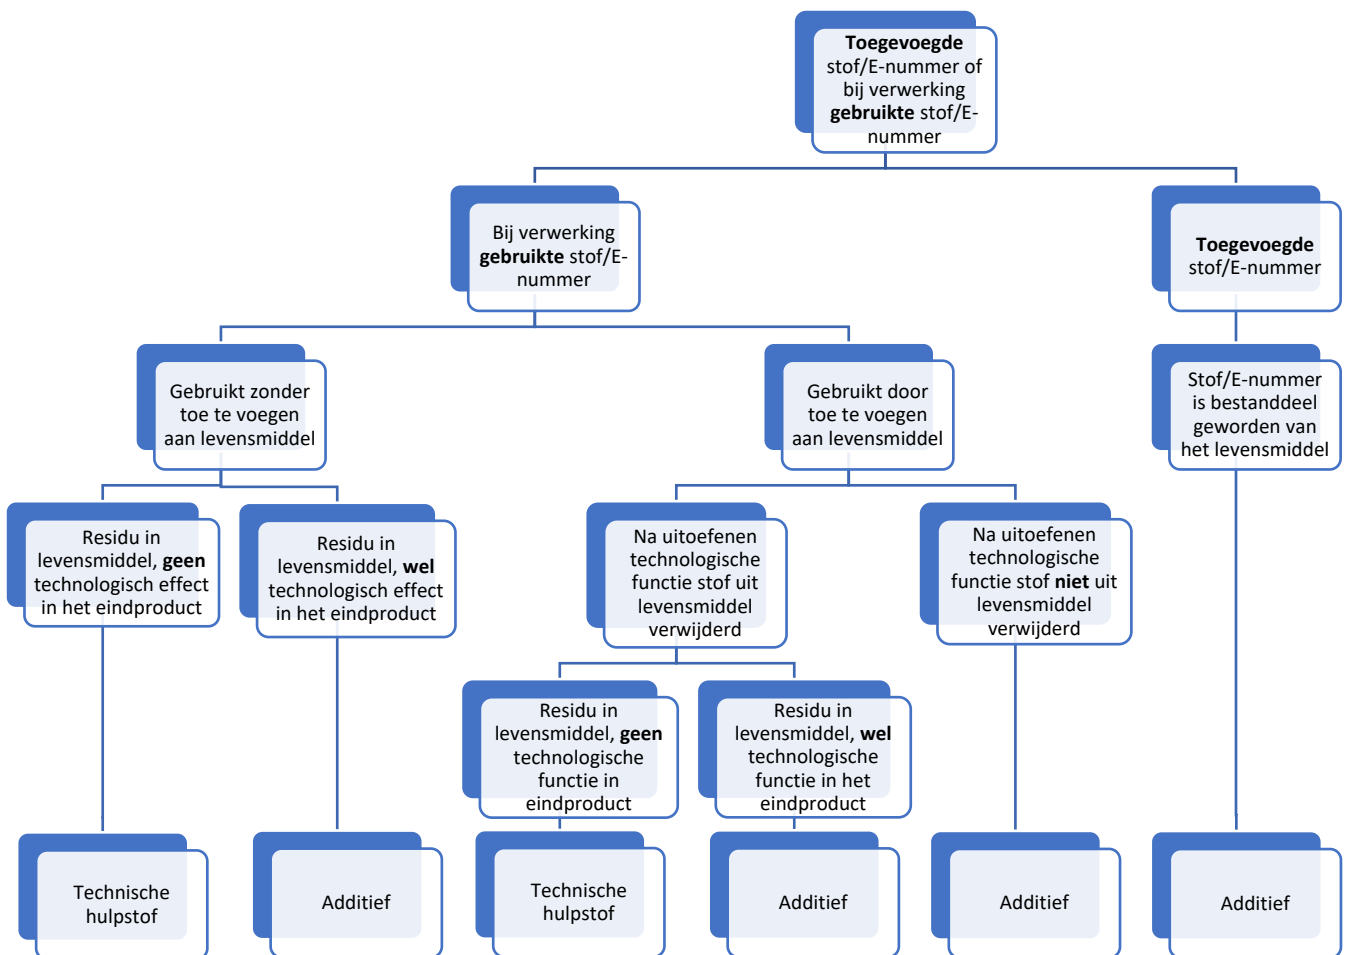 Toegevoegde
stof/E-nummer of
bij verwerking
gebruikte stof/E-
nummer
Bij verwerking
gebruikte stof/E-
nummer
Toegevoegde
stof/E-nummer
Gebruikt zonder
toe te voegen
aan levensmiddel
Gebruikt door
toe te voegen
aan levensmiddel
Stof/E-nummer
is bestanddeel
geworden van
het levensmiddel
Residu in
levensmiddel, geen
technologisch effect
in het eindproduct
Residu in
levensmiddel, wel
technologisch effect
in het eindproduct
Na uitoefenen
technologische
functie stof uit
levensmiddel
verwijderd
Na uitoefenen
technologische
functie stof niet uit
levensmiddel
verwijderd
Residu in
levensmiddel, geen
technologische
functie in
eindproduct
Residu in
levensmiddel, wel
technologische
functie in het
eindproduct
Technische
hulpstof
Additief
Technische
hulpstof
Additief
Additief
Additief